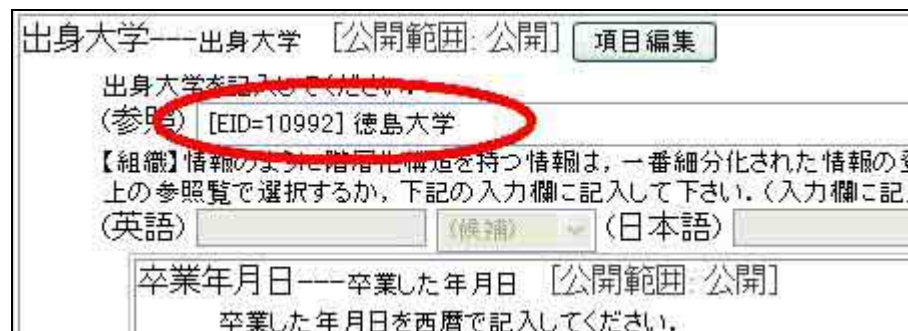 出身大学---出身大学 [公開範囲: 公開] 項目編集
出身大学を記入してください.
(参照) [EID=10992] 徳島大学
【組織】情報のように階層化構造を持つ情報は, 一番細分化された情報の
上の参照覧で選択するか, 下記の入力欄に記入して下さい. (入力欄に記
(英語) (候補) (日本語)
卒業年月日---卒業した年月日 [公開範囲: 公開]
卒業した年月日を西暦で記入してください.